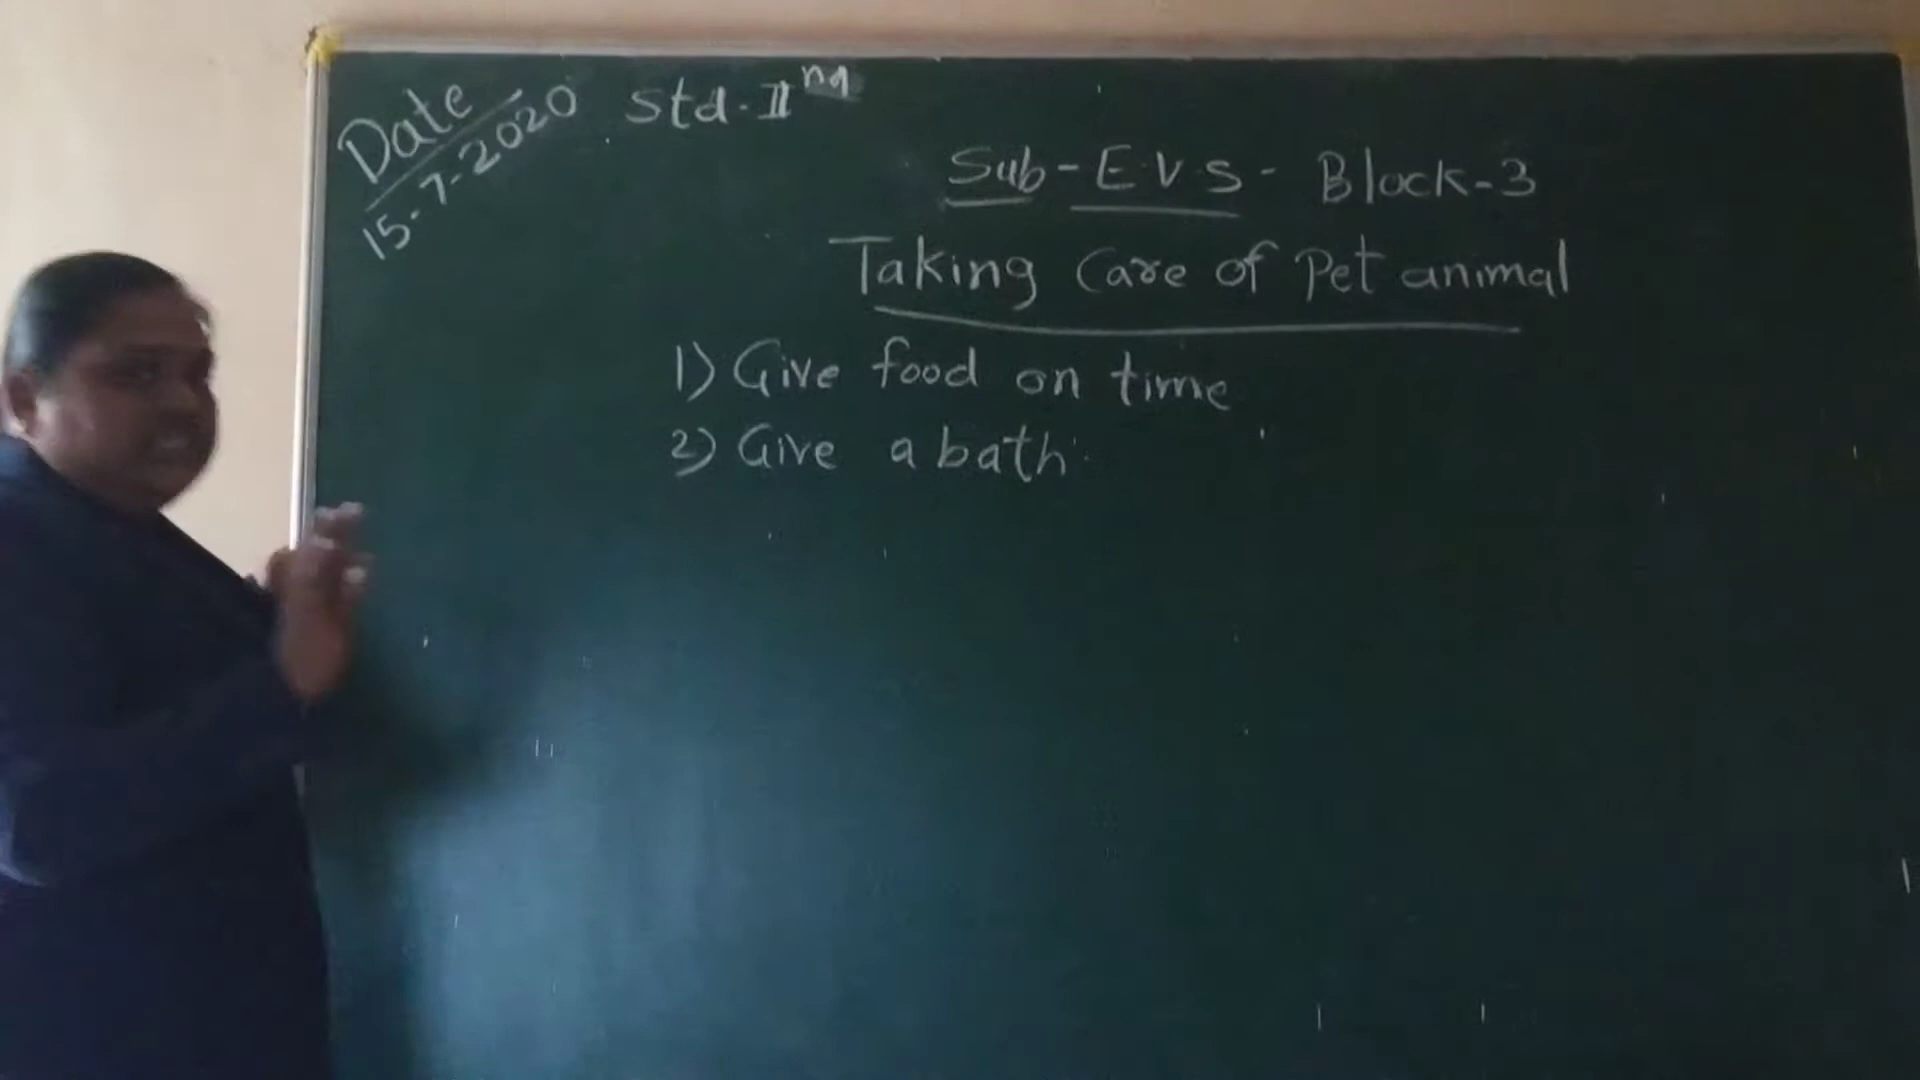 Date
15-7-2020
Std. II nd
Sub - E.V.S - Block-3
Taking Care of Pet animal
1) Give food on time
2) Give a bath.